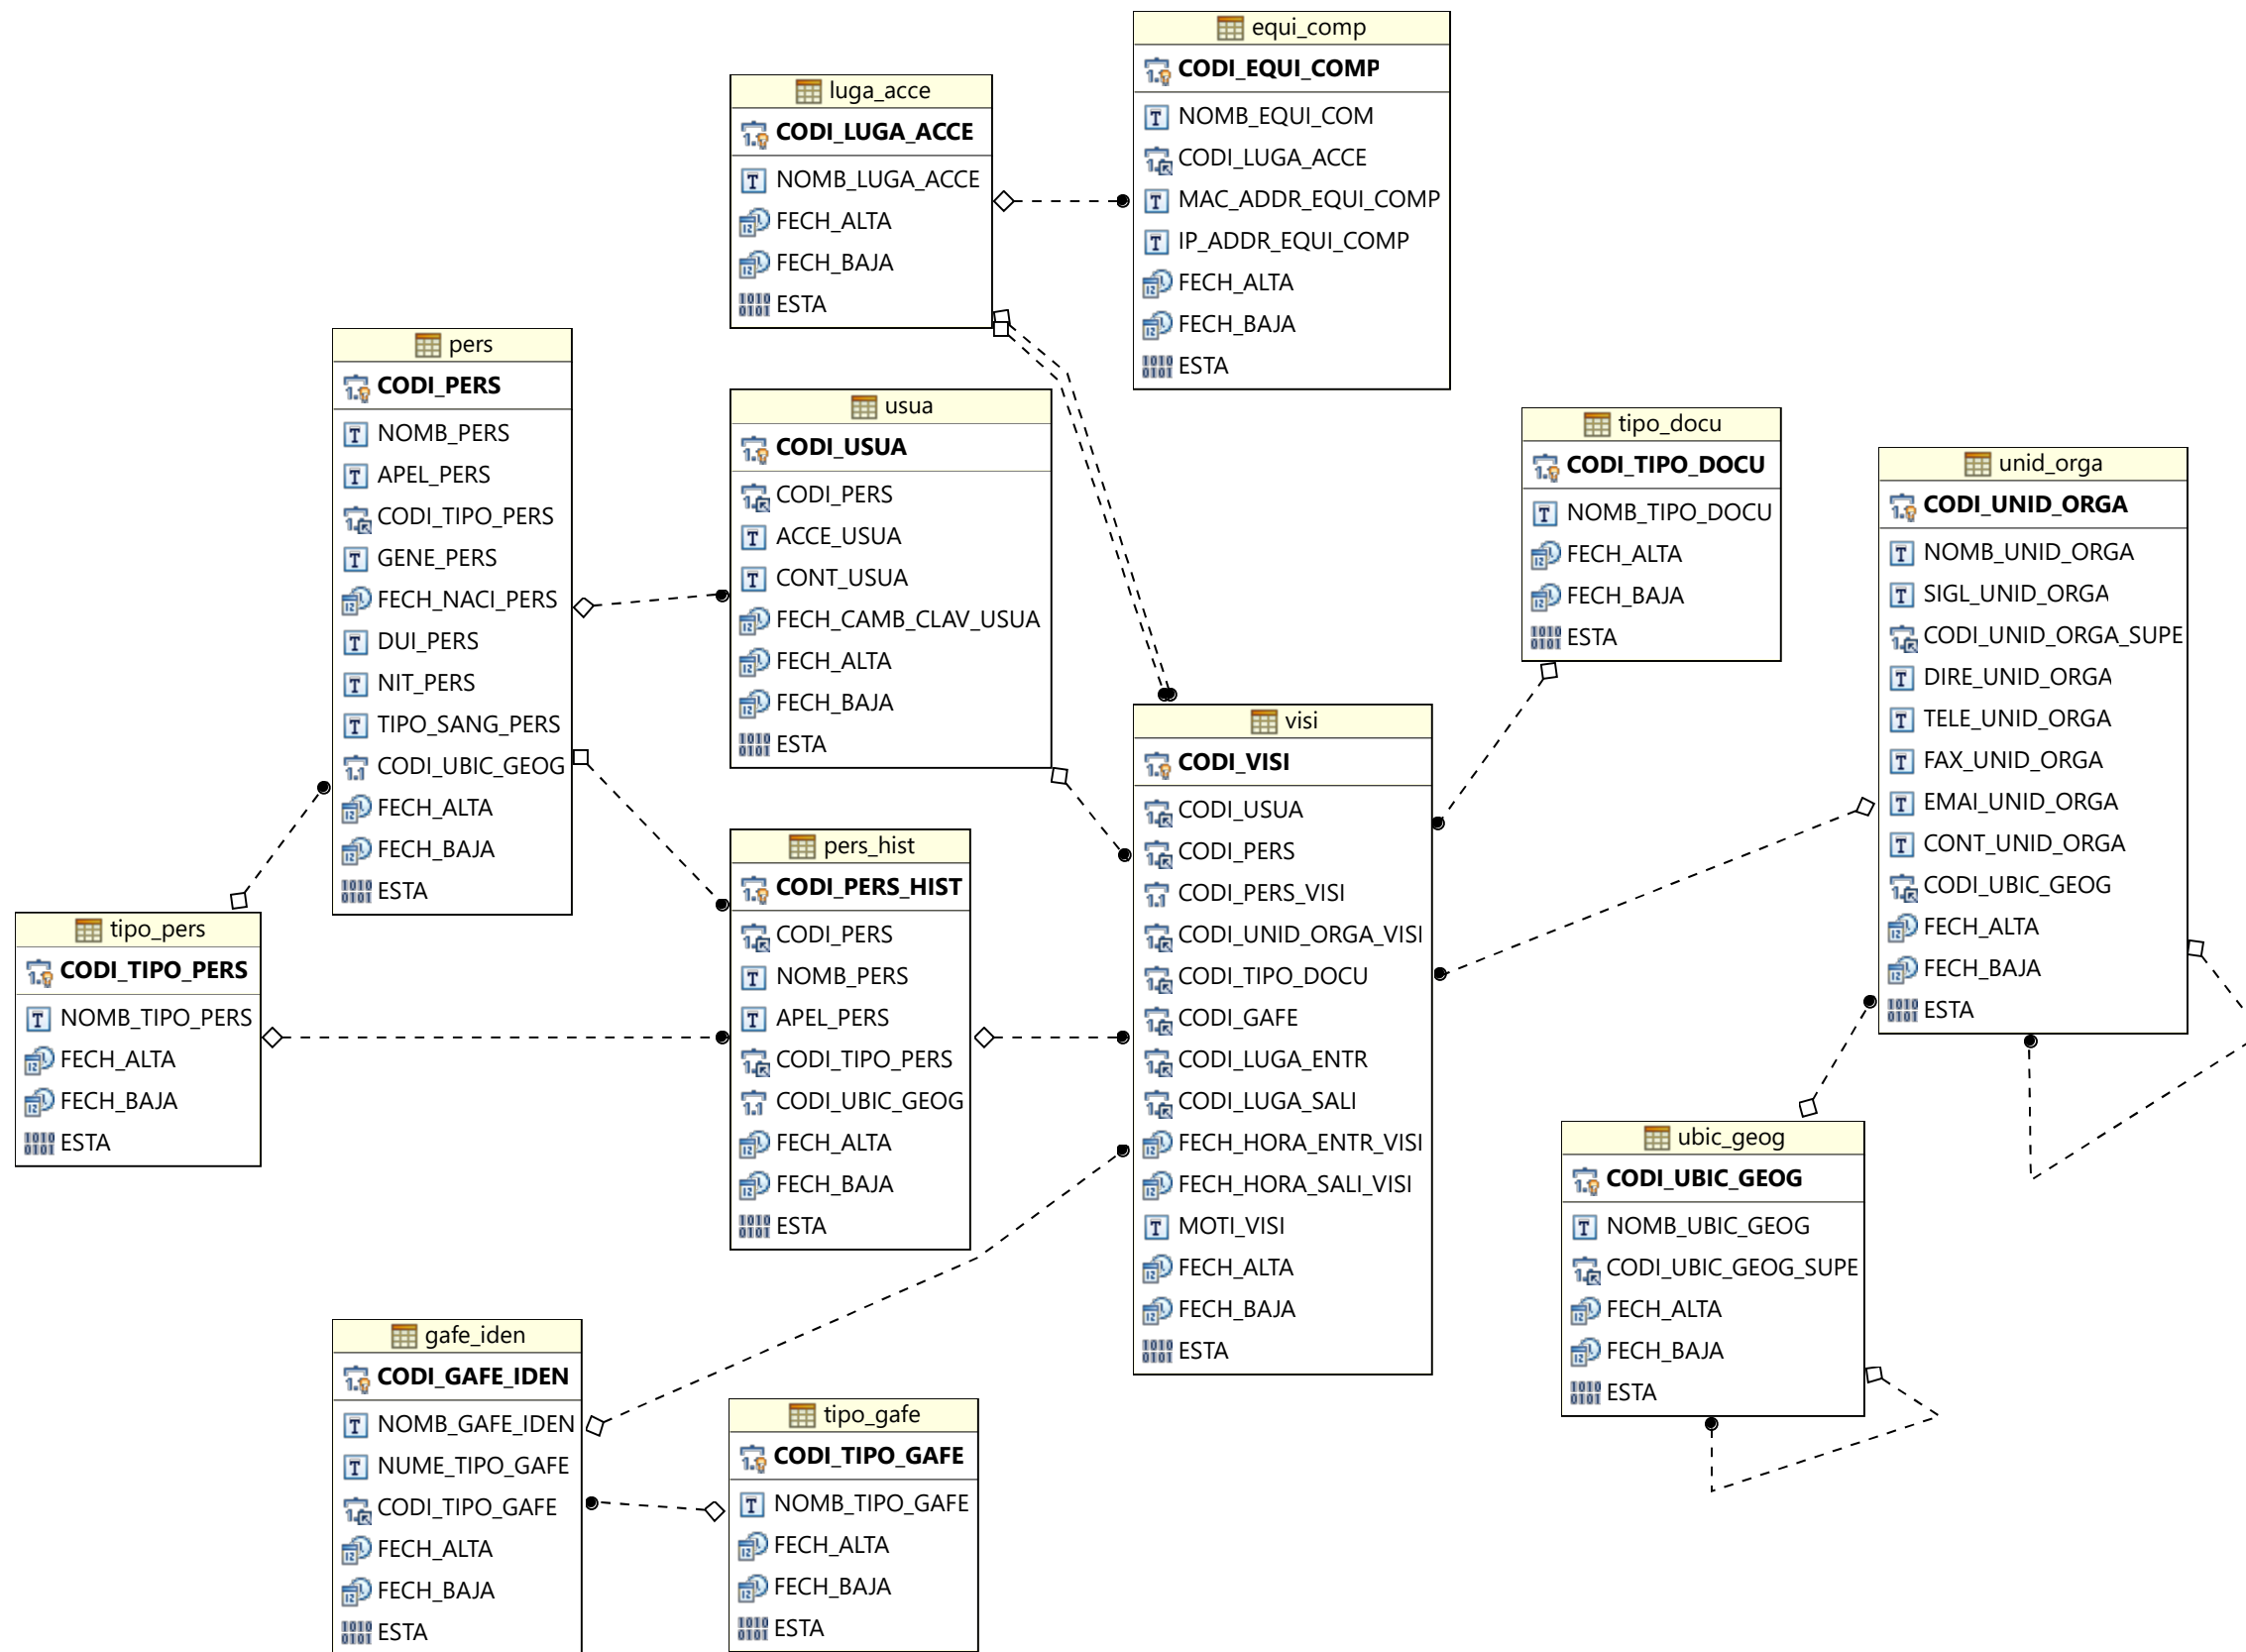 equi_comp
CODI_EQUI_COMP
NOMB_EQUI_COM
CODI_LUGA_ACCE
MAC_ADDR_EQUI_COMP
IP_ADDR_EQUI_COMP
FECH_ALTA
FECH_BAJA
ESTA
luga_acce
CODI_LUGA_ACCE
NOMB_LUGA_ACCE
FECH_ALTA
FECH_BAJA
ESTA
pers
CODI_PERS
NOMB_PERS
APEL_PERS
CODI_TIPO_PERS
GENE_PERS
FECH_NACI_PERS
DUI_PERS
NIT_PERS
TIPO_SANG_PERS
CODI_UBIC_GEOG
FECH_ALTA
FECH_BAJA
ESTA
usua
CODI_USUA
CODI_PERS
ACCE_USUA
CONT_USUA
FECH_CAMB_CLAV_USUA
FECH_ALTA
FECH_BAJA
ESTA
tipo_docu
CODI_TIPO_DOCU
NOMB_TIPO_DOCU
FECH_ALTA
FECH_BAJA
ESTA
unid_orga
CODI_UNID_ORGA
NOMB_UNID_ORGA
SIGL_UNID_ORGA
CODI_UNID_ORGA_SUPE
DIRE_UNID_ORGA
TELE_UNID_ORGA
FAX_UNID_ORGA
EMAI_UNID_ORGA
CONT_UNID_ORGA
CODI_UBIC_GEOG
FECH_ALTA
FECH_BAJA
ESTA
visi
CODI_VISI
CODI_USUA
CODI_PERS
CODI_PERS_VISI
CODI_UNID_ORGA_VISI
CODI_TIPO_DOCU
CODI_GAFE
CODI_LUGA_ENTR
CODI_LUGA_SALI
FECH_HORA_ENTR_VISI
FECH_HORA_SALI_VISI
MOTI_VISI
FECH_ALTA
FECH_BAJA
ESTA
pers_hist
CODI_PERS_HIST
CODI_PERS
NOMB_PERS
APEL_PERS
CODI_TIPO_PERS
CODI_UBIC_GEOG
FECH_ALTA
FECH_BAJA
ESTA
tipo_pers
CODI_TIPO_PERS
NOMB_TIPO_PERS
FECH_ALTA
FECH_BAJA
ESTA
ubic_geog
CODI_UBIC_GEOG
NOMB_UBIC_GEOG
CODI_UBIC_GEOG_SUPE
FECH_ALTA
FECH_BAJA
ESTA
gafe_iden
CODI_GAFE_IDEN
NOMB_GAFE_IDEN
NUME_TIPO_GAFE
CODI_TIPO_GAFE
FECH_ALTA
FECH_BAJA
ESTA
tipo_gafe
CODI_TIPO_GAFE
NOMB_TIPO_GAFE
FECH_ALTA
FECH_BAJA
ESTA